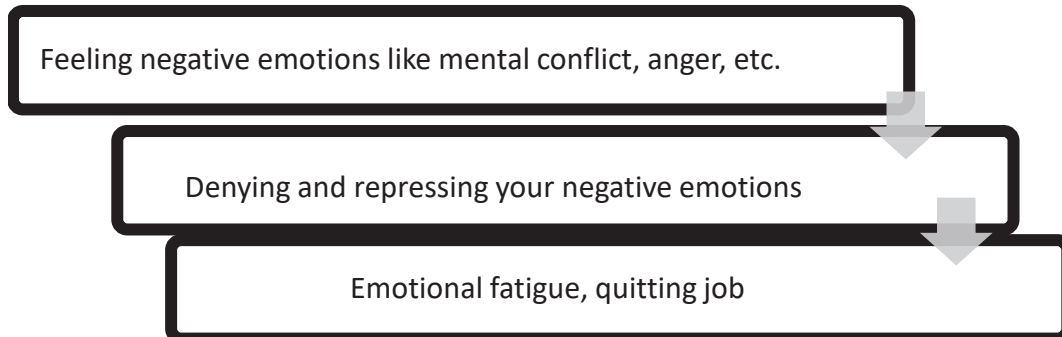 Feeling negative emotions like mental conflict, anger, etc.
Denying and repressing your negative emotions
Emotional fatigue, quitting job